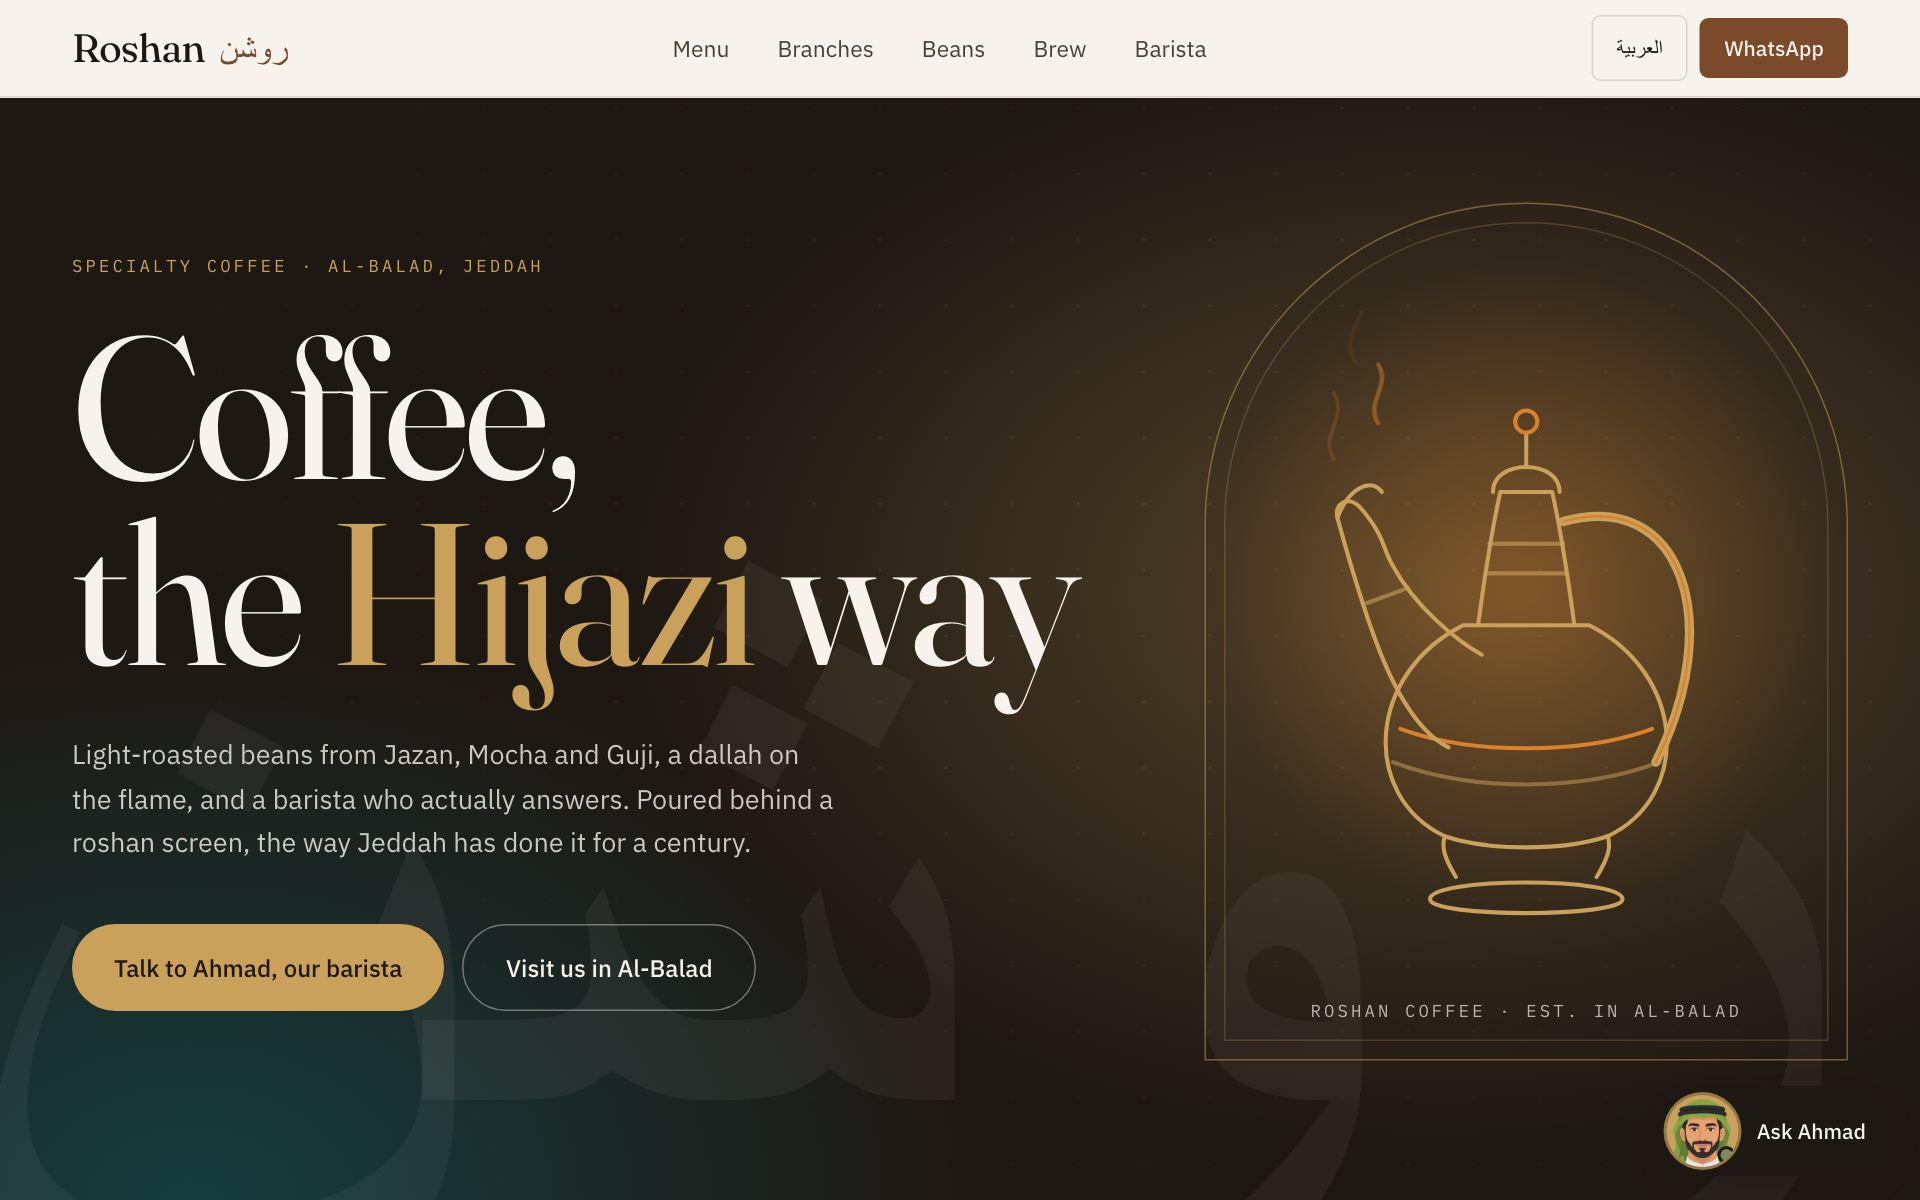 Roshan روشن
Menu
Branches
Beans
Brew
Barista
العربية
WhatsApp
SPECIALTY COFFEE · AL-BALAD, JEDDAH
Coffee,
the Hijazi way
Light-roasted beans from Jazan, Mocha and Guji, a dallah on
the flame, and a barista who actually answers. Poured behind a
roshan screen, the way Jeddah has done it for a century.
Talk to Ahmad, our barista
Visit us in Al-Balad
روشن
ROSHAN COFFEE · EST. IN AL-BALAD
Ask Ahmad